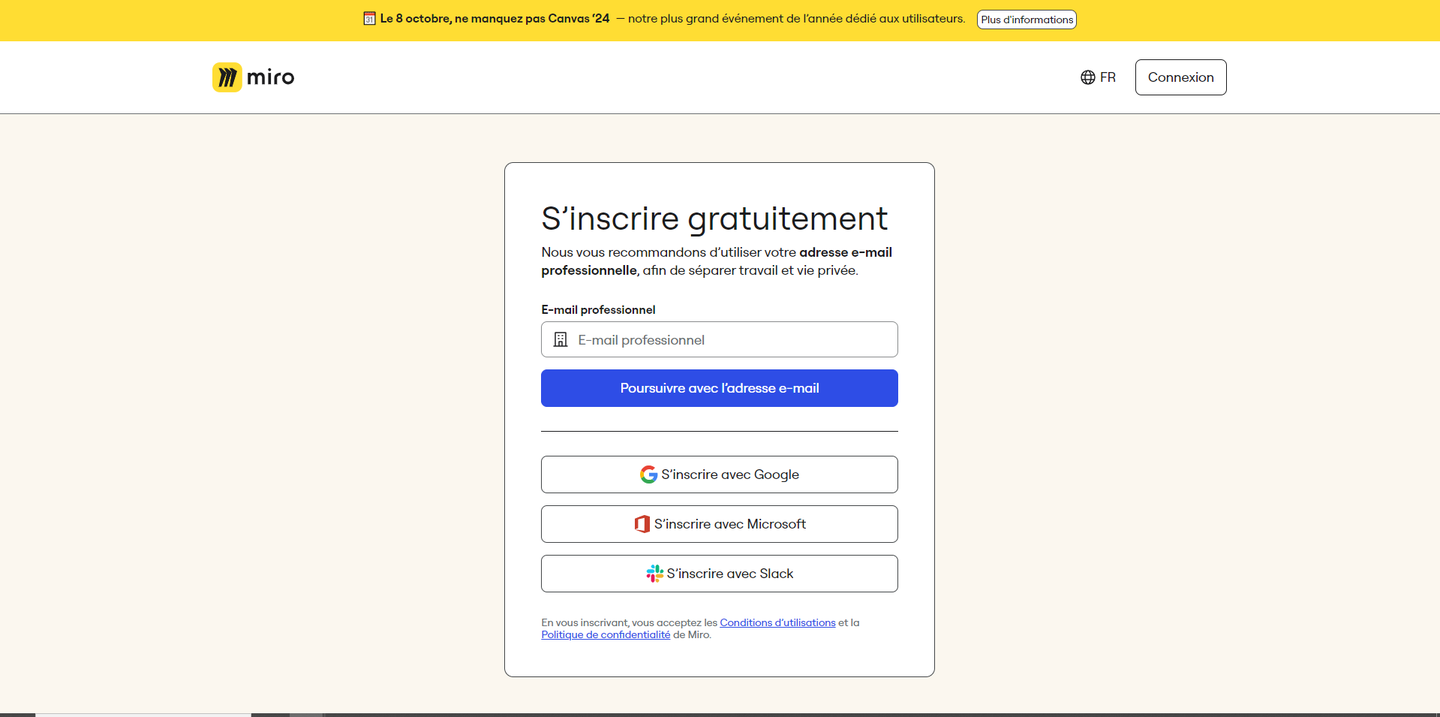 Le 8 octobre, ne manquez pas Canvas ’24 — notre plus grand événement de l’année dédié aux utilisateurs. Plus d'informations
miro FR Connexion
S’inscrire gratuitement
Nous vous recommandons d’utiliser votre adresse e-mail
professionnelle, afin de séparer travail et vie privée.
E-mail professionnel
E-mail professionnel
Poursuivre avec l’adresse e-mail
S’inscrire avec Google
S’inscrire avec Microsoft
S’inscrire avec Slack
En vous inscrivant, vous acceptez les Conditions d’utilisations et la
Politique de confidentialité de Miro.